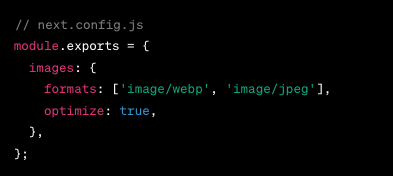 // next.config.js
module.exports = {
  images: {
    formats: ['image/webp', 'image/jpeg'],
    optimize: true,
  },
};